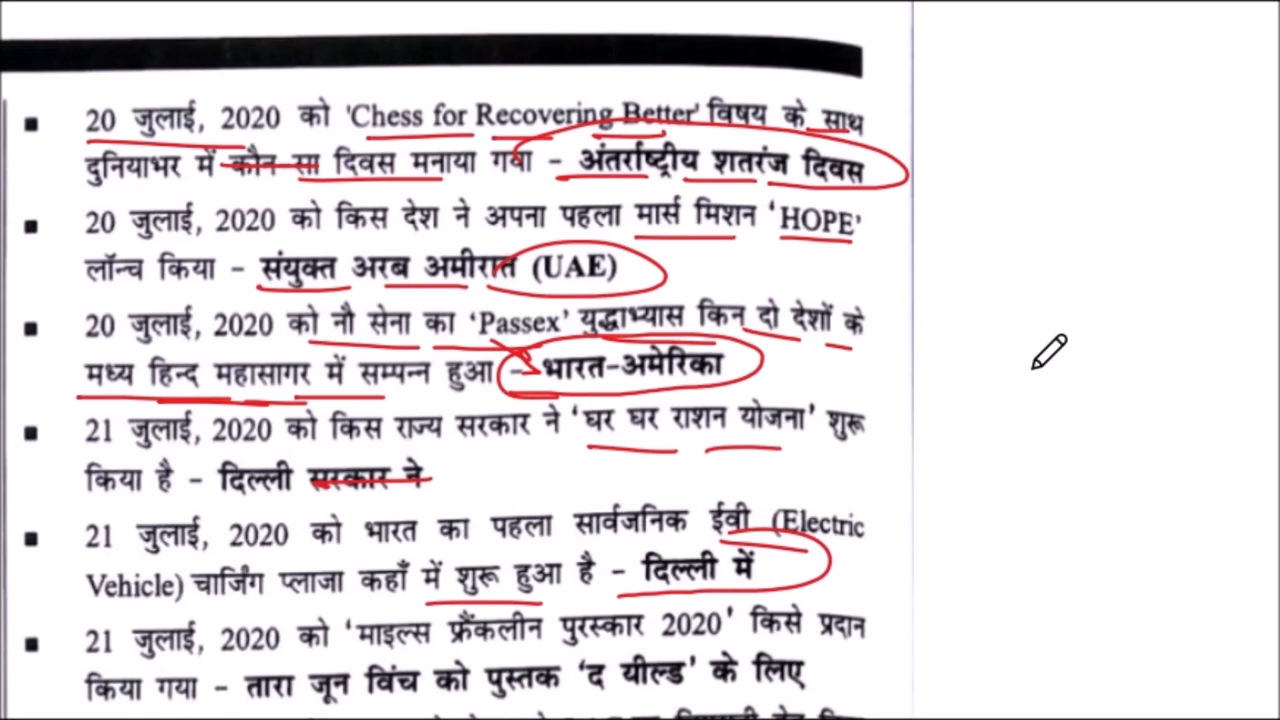 ▪ 20 जुलाई, 2020 को 'Chess for Recovering Better' विषय के साथ
दुनियाभर में कौन सा दिवस मनाया गया – अंतर्राष्ट्रीय शतरंज दिवस
▪ 20 जुलाई, 2020 को किस देश ने अपना पहला मार्स मिशन 'HOPE'
लॉन्च किया – संयुक्त अरब अमीरात (UAE)
▪ 20 जुलाई, 2020 को नौ सेना का 'Passex' युद्धाभ्यास किन दो देशों के
मध्य हिन्द महासागर में सम्पन्न हुआ – भारत-अमेरिका
▪ 21 जुलाई, 2020 को किस राज्य सरकार ने 'घर घर राशन योजना' शुरू
किया है – दिल्ली सरकार ने
▪ 21 जुलाई, 2020 को भारत का पहला सार्वजनिक ईवी (Electric
Vehicle) चार्जिंग प्लाजा कहाँ में शुरू हुआ है – दिल्ली में
▪ 21 जुलाई, 2020 को 'माइल्स फ्रैंकलीन पुरस्कार 2020' किसे प्रदान
किया गया – तारा जून विंच को पुस्तक 'द यील्ड' के लिए